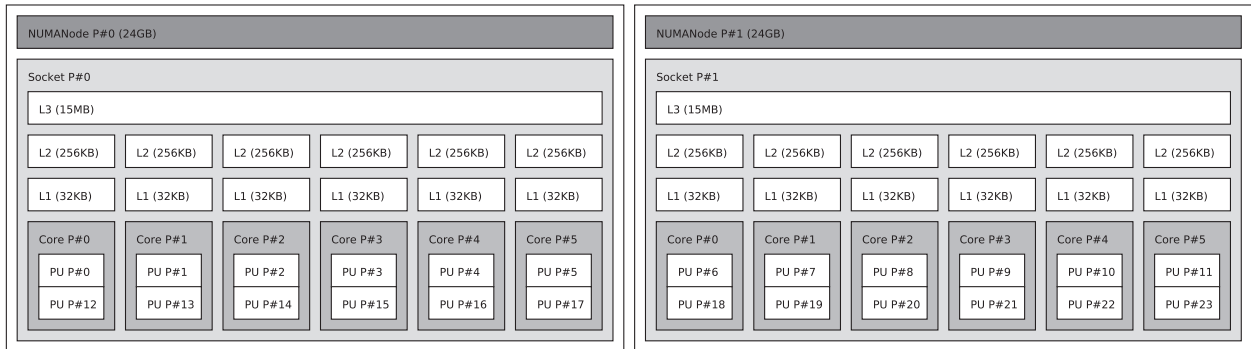 NUMANode P#0 (24GB)
Socket P#0
L3 (15MB)
L2 (256KB) L2 (256KB) L2 (256KB) L2 (256KB) L2 (256KB) L2 (256KB)
L1 (32KB) L1 (32KB) L1 (32KB) L1 (32KB) L1 (32KB) L1 (32KB)
Core P#0 Core P#1 Core P#2 Core P#3 Core P#4 Core P#5
PU P#0 PU P#1 PU P#2 PU P#3 PU P#4 PU P#5
PU P#12 PU P#13 PU P#14 PU P#15 PU P#16 PU P#17
NUMANode P#1 (24GB)
Socket P#1
L3 (15MB)
L2 (256KB) L2 (256KB) L2 (256KB) L2 (256KB) L2 (256KB) L2 (256KB)
L1 (32KB) L1 (32KB) L1 (32KB) L1 (32KB) L1 (32KB) L1 (32KB)
Core P#0 Core P#1 Core P#2 Core P#3 Core P#4 Core P#5
PU P#6 PU P#7 PU P#8 PU P#9 PU P#10 PU P#11
PU P#18 PU P#19 PU P#20 PU P#21 PU P#22 PU P#23